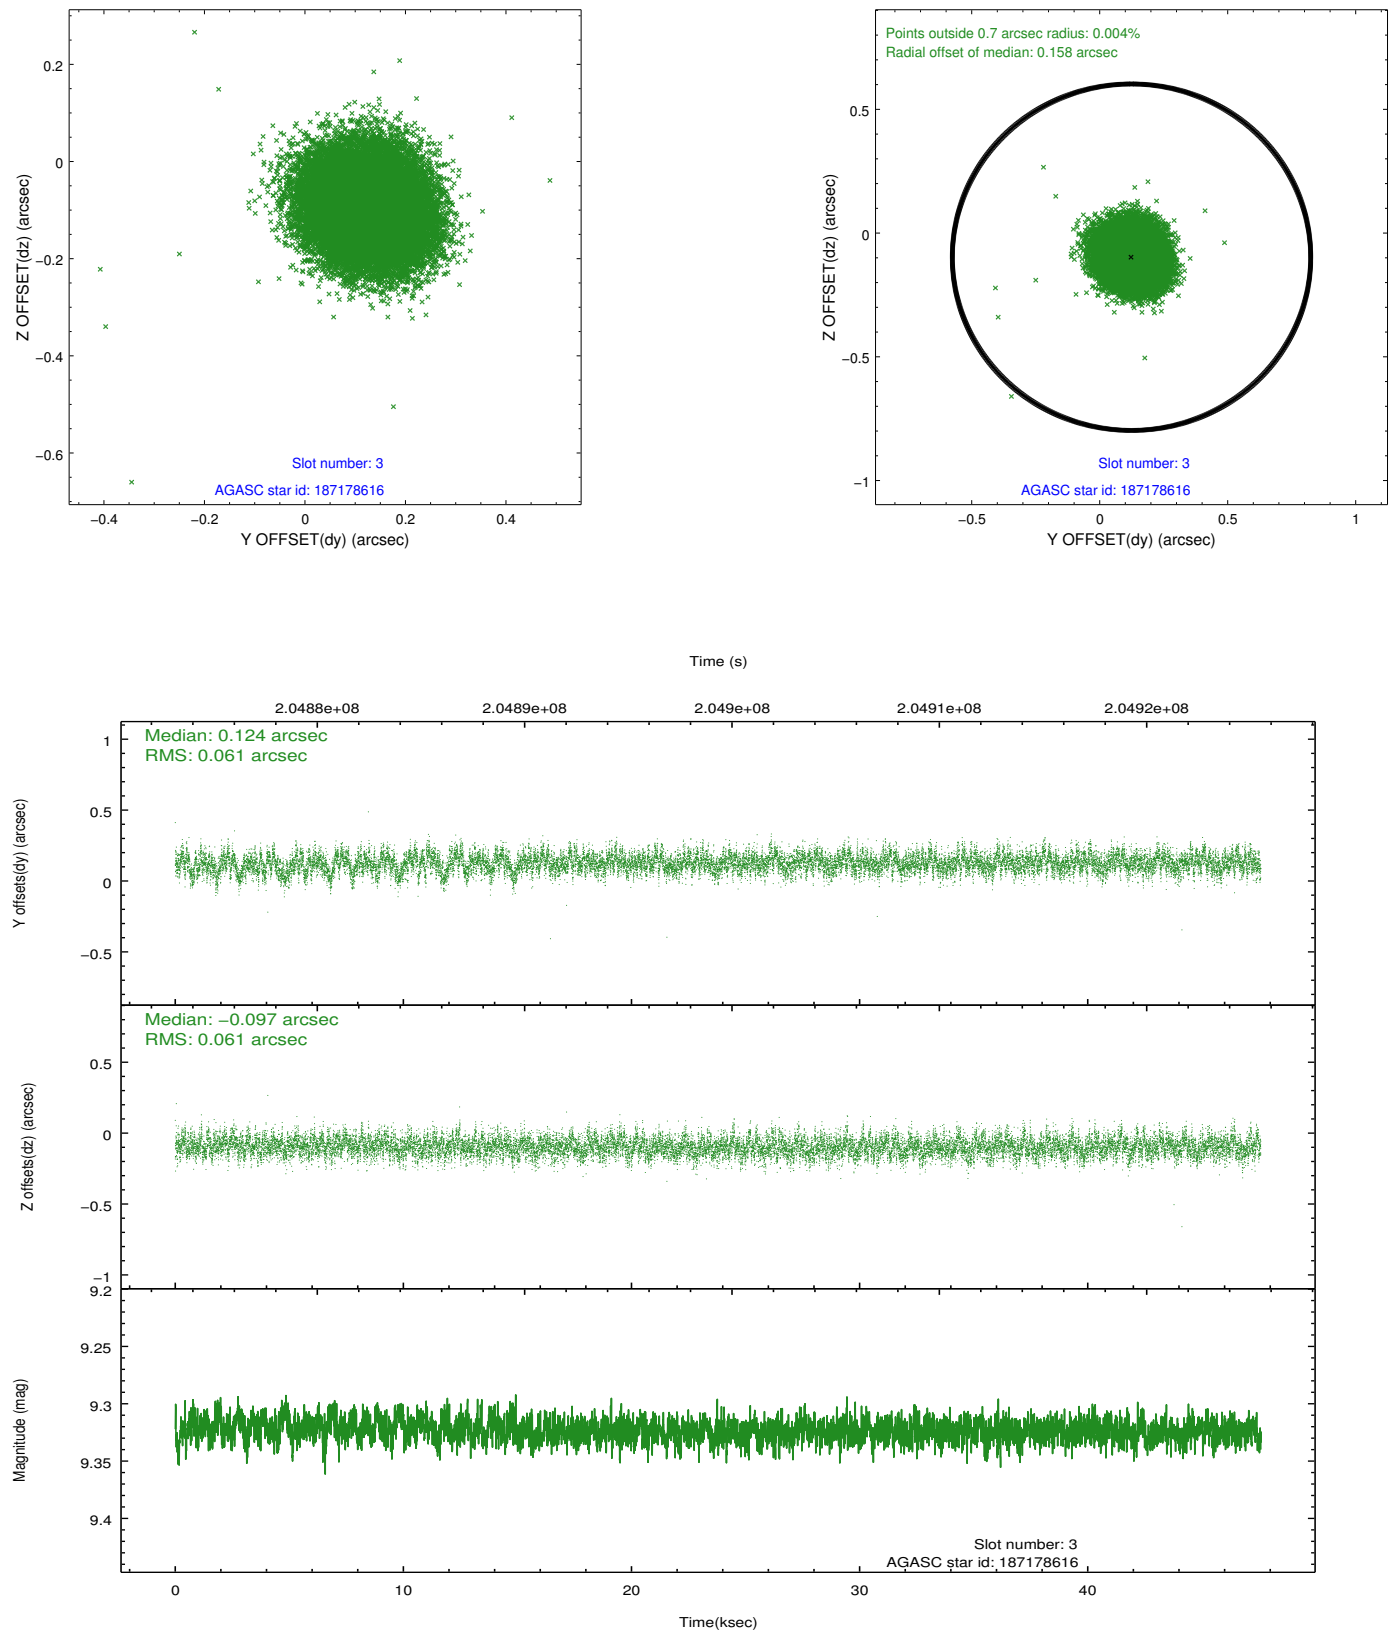 0.2
0
−0.2
−0.4
−0.6
Z OFFSET(dz) (arcsec)
Slot number: 3
AGASC star id: 187178616
−0.4 −0.2 0 0.2 0.4
Y OFFSET(dy) (arcsec)
Points outside 0.7 arcsec radius: 0.004%
Radial offset of median: 0.158 arcsec
0.5
0
−0.5
−1
Z OFFSET(dz) (arcsec)
Slot number: 3
AGASC star id: 187178616
−0.5 0 0.5 1
Y OFFSET(dy) (arcsec)
Time (s)
2.0488e+08 2.0489e+08 2.049e+08 2.0491e+08 2.0492e+08
Median: 0.124 arcsec
RMS: 0.061 arcsec
1
0.5
0
−0.5
Y offsets(dy) (arcsec)
Median: −0.097 arcsec
RMS: 0.061 arcsec
0.5
0
−0.5
−1
Z offsets(dz) (arcsec)
9.2
9.25
9.3
9.35
9.4
Magnitude (mag)
Slot number: 3
AGASC star id: 187178616
0 10 20 30 40
Time(ksec)